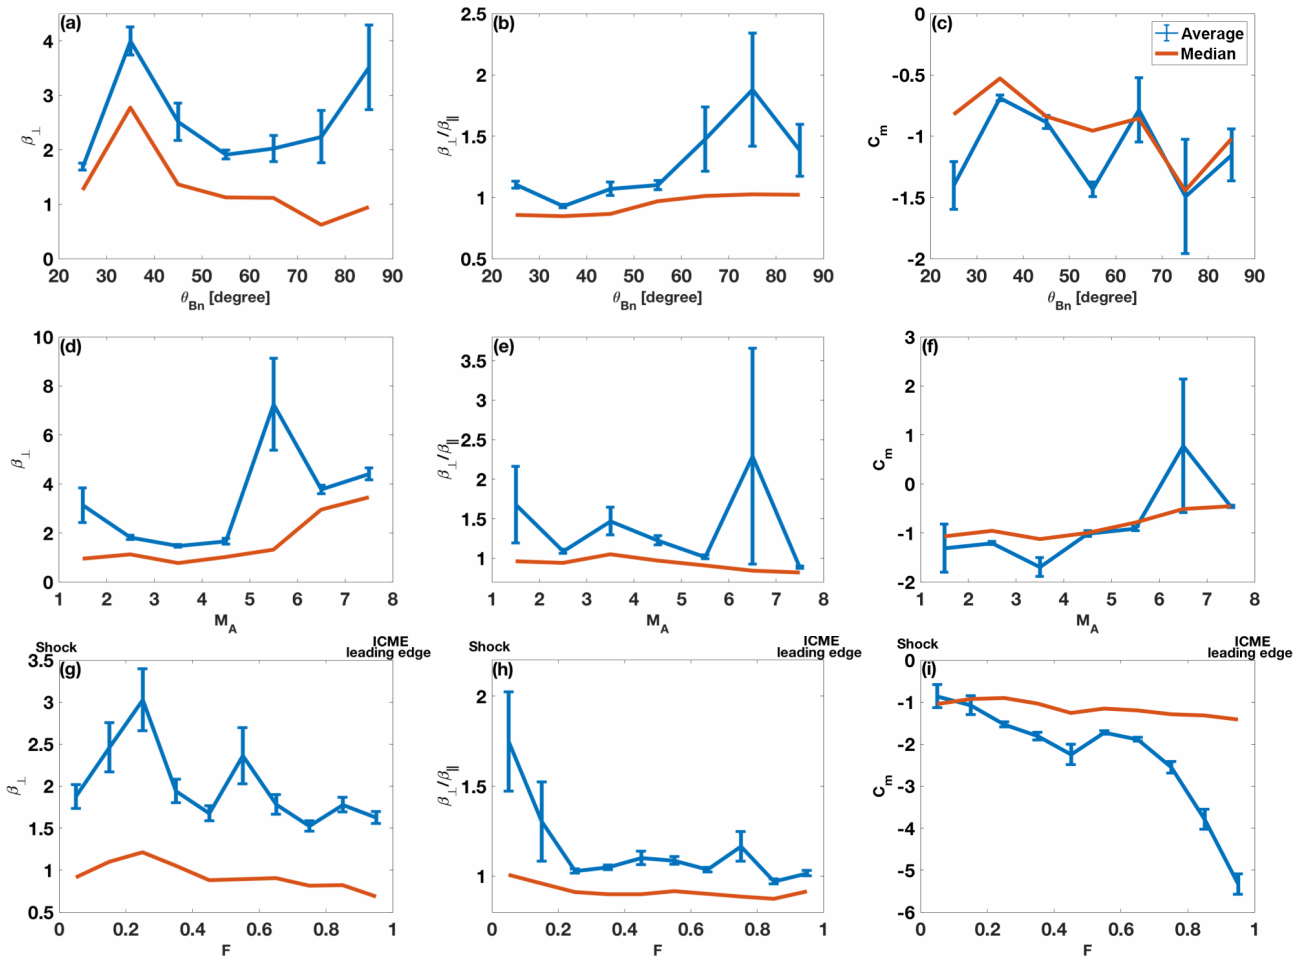 (a)
4
3
2
1
0
20 30 40 50 60 70 80 90
β⊥
θBn [degree]
(b)
2.5
2
1.5
1
0.5
20 30 40 50 60 70 80 90
β⊥/β||
θBn [degree]
(c)
Average
Median
0
-0.5
-1
-1.5
-2
20 30 40 50 60 70 80 90
Cm
θBn [degree]
(d)
10
8
6
4
2
0
1 2 3 4 5 6 7 8
β⊥
MA
(e)
3.5
3
2.5
2
1.5
1
1 2 3 4 5 6 7 8
β⊥/β||
MA
(f)
3
2
1
0
-1
-2
1 2 3 4 5 6 7 8
Cm
MA
Shock
ICME
leading edge
(g)
3.5
3
2.5
2
1.5
1
0.5
0 0.2 0.4 0.6 0.8 1
β⊥
F
Shock
ICME
leading edge
(h)
2
1.5
1
0 0.2 0.4 0.6 0.8 1
β⊥/β||
F
Shock
ICME
leading edge
(i)
0
-1
-2
-3
-4
-5
-6
0 0.2 0.4 0.6 0.8 1
Cm
F